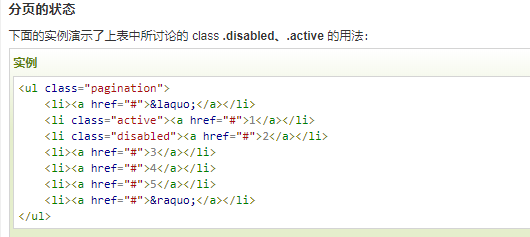 分页的状态
下面的实例演示了上表中所讨论的 class .disabled、.active 的用法：
实例
<ul class="pagination">
    <li><a href="#">&laquo;</a></li>
    <li class="active"><a href="#">1</a></li>
    <li class="disabled"><a href="#">2</a></li>
    <li><a href="#">3</a></li>
    <li><a href="#">4</a></li>
    <li><a href="#">5</a></li>
    <li><a href="#">&raquo;</a></li>
</ul>